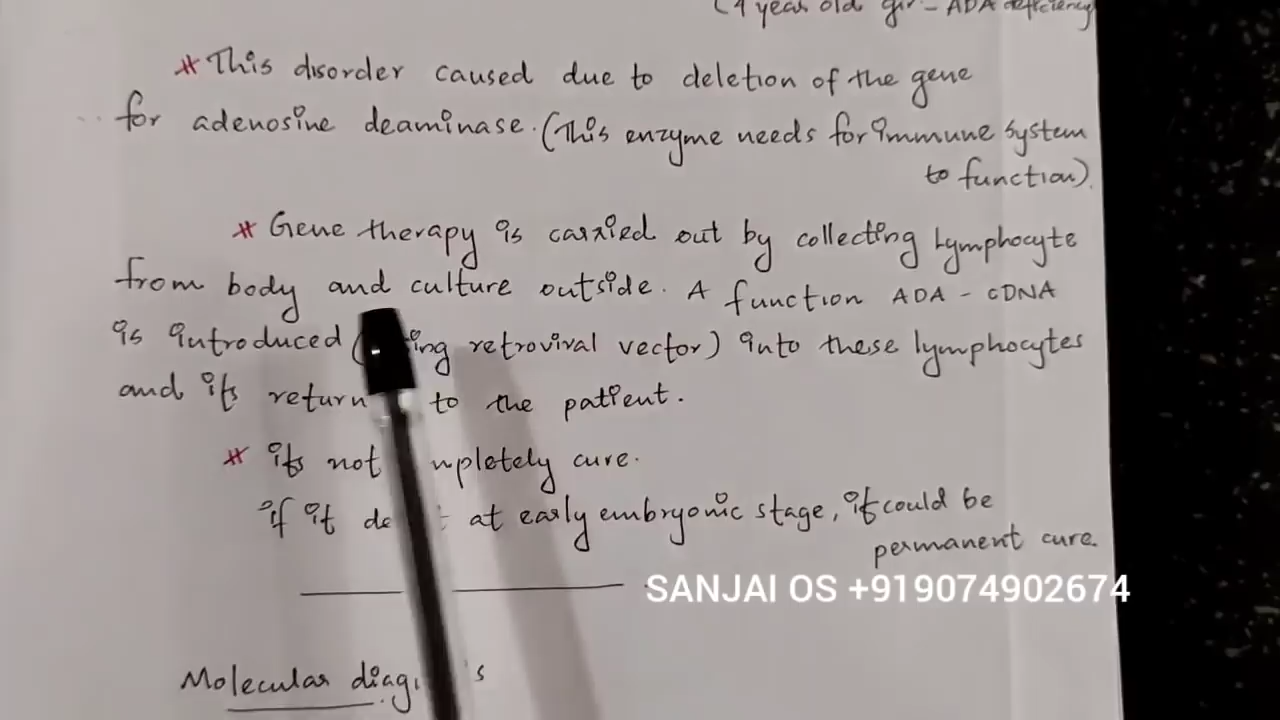 (4 year old girl - ADA deficiency
* This disorder caused due to deletion of the gene
for adenosine deaminase. (This enzyme needs for immune system
to function).
* Gene therapy is carried out by collecting Lymphocyte
from body and culture outside. A function ADA - CDNA
is introduced ( retroviral vector) into these lymphocytes
and its return to the patient.
* its not cure.
if it at early embryonic stage, it could be
permanent cure.
SANJAI OS +919074902674
Molecular